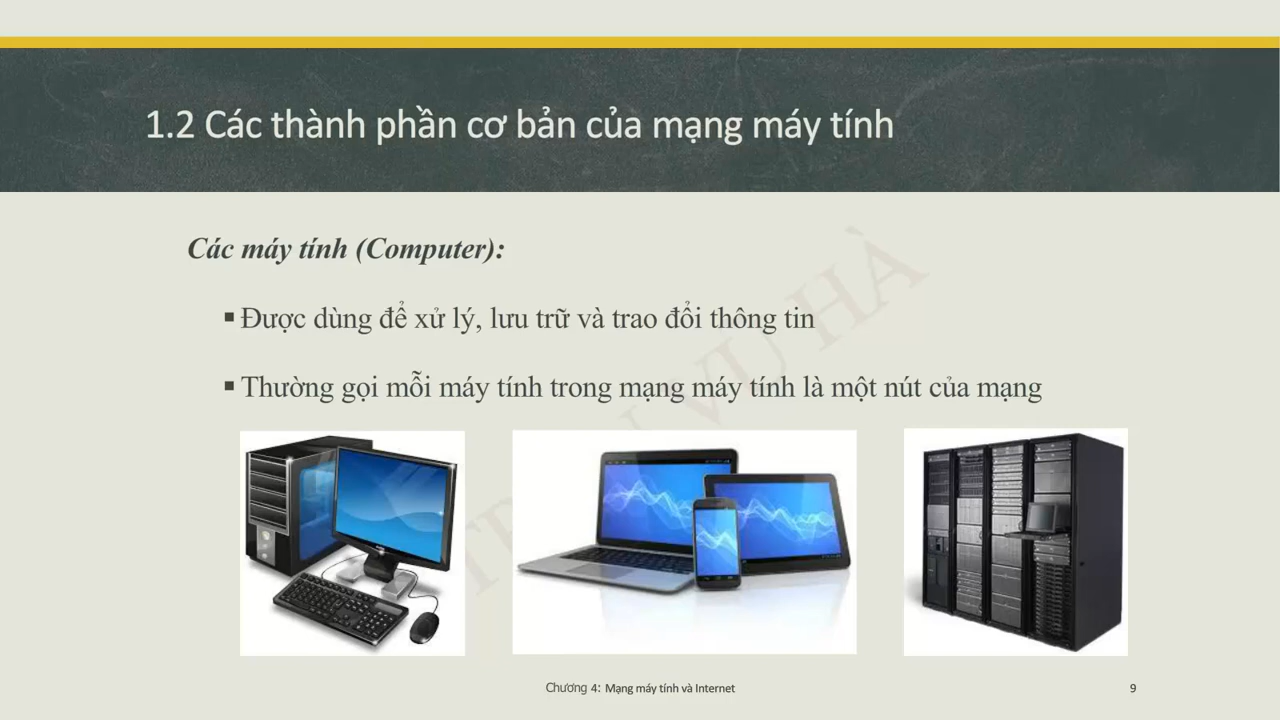 1.2 Các thành phần cơ bản của mạng máy tính
Các máy tính (Computer):
▪ Được dùng để xử lý, lưu trữ và trao đổi thông tin
▪ Thường gọi mỗi máy tính trong mạng máy tính là một nút của mạng
VŨ HÀ
Chương 4: Mạng máy tính và Internet
9